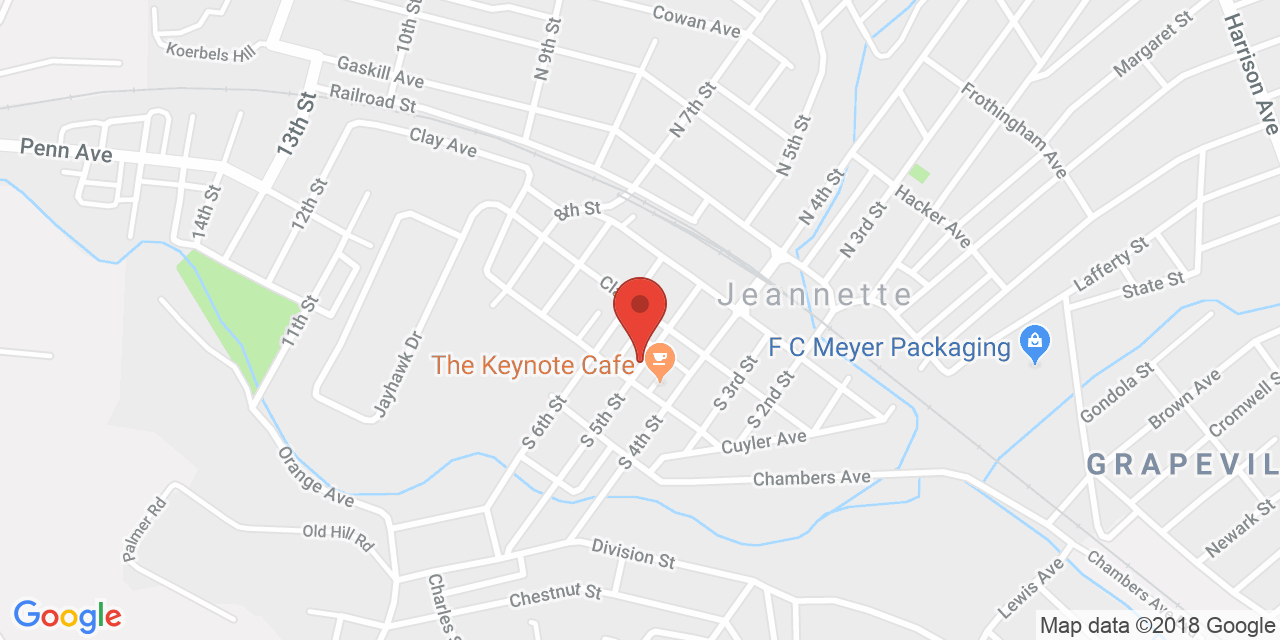 Cowan Ave
10th St
N 9th St
Koerbels Hill
Gaskill Ave
Railroad St
Margaret St
Harrison Ave
N 7th St
Frothingham Ave
13th St
Clay Ave
Penn Ave
N 5th St
N 4th St
12th St
14th St
8th St
Hacker Ave
N 3rd St
Lafferty St
State St
Jeannette
11th St
Jayhawk Dr
The Keynote Cafe
F C Meyer Packaging
Gondola St
Brown Ave
Cromwell S
S 6th St
S 5th St
S 4th St
S 3rd St
S 2nd St
Cuyler Ave
Chambers Ave
GRAPEVIL
Orange Ave
Palmer Rd
Old Hill Rd
Newark St
Division St
Chestnut St
Charles S
Lewis Ave
Chambers Ave
Google
Map data ©2018 Google